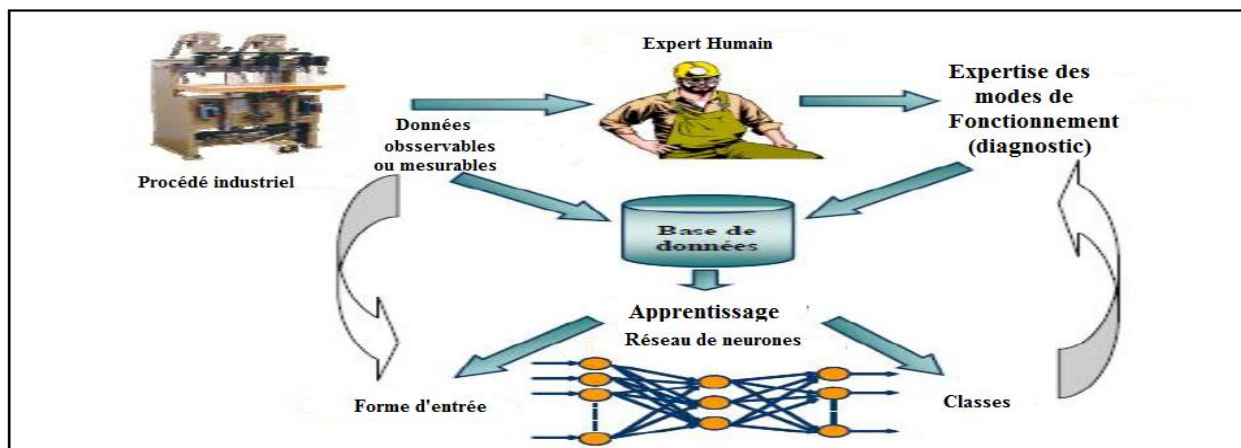 Expert Humain
Expertise des
modes de
Fonnctionnement
(diagnostic)
Données
obsservables
ou mesurables
Procédé industriel
Base de
données
Apprentissage
Réseau de neurones
Forme d'entrée
Classes